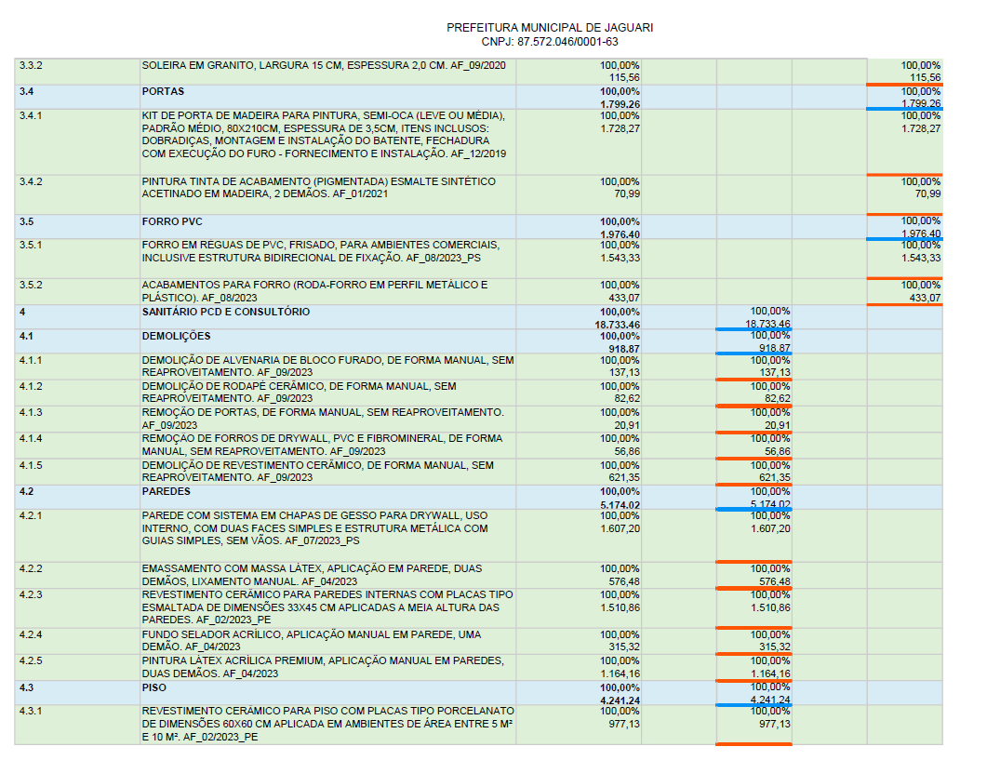 PREFEITURA MUNICIPAL DE JAGUARI
CNPJ: 87.572.046/0001-63
3.3.2 SOLEIRA EM GRANITO, LARGURA 15 CM, ESPESSURA 2,0 CM. AF_09/2020 100,00% 100,00%
115,56 115,56
3.4 PORTAS 100,00% 100,00%
1.799,26 1.799,26
3.4.1 KIT DE PORTA DE MADEIRA PARA PINTURA, SEMI-OCA (LEVE OU MÉDIA), 100,00% 100,00%
PADRÃO MÉDIO, 80X210CM, ESPESSURA DE 3,5CM, ITENS INCLUSOS: 1.728,27 1.728,27
DOBRADIÇAS, MONTAGEM E INSTALAÇÃO DO BATENTE, FECHADURA
COM EXECUÇÃO DO FURO - FORNECIMENTO E INSTALAÇÃO. AF_12/2019
3.4.2 PINTURA TINTA DE ACABAMENTO (PIGMENTADA) ESMALTE SINTÉTICO 100,00% 100,00%
ACETINADO EM MADEIRA, 2 DEMÃOS. AF_01/2021 70,99 70,99
3.5 FORRO PVC 100,00% 100,00%
1.976,40 1.976,40
3.5.1 FORRO EM RÉGUAS DE PVC, FRISADO, PARA AMBIENTES COMERCIAIS, 100,00% 100,00%
INCLUSIVE ESTRUTURA BIDIRECIONAL DE FIXAÇÃO. AF_08/2023_PS 1.543,33 1.543,33
3.5.2 ACABAMENTOS PARA FORRO (RODA-FORRO EM PERFIL METÁLICO E 100,00% 100,00%
PLÁSTICO). AF_08/2023 433,07 433,07
4 SANITÁRIO PCD E CONSULTÓRIO 100,00% 100,00%
18.733,46 18.733,46
4.1 DEMOLIÇÕES 100,00% 100,00%
918,87 918,87
4.1.1 DEMOLIÇÃO DE ALVENARIA DE BLOCO FURADO, DE FORMA MANUAL, SEM 100,00% 100,00%
REAPROVEITAMENTO. AF_09/2023 137,13 137,13
4.1.2 DEMOLIÇÃO DE RODAPÉ CERÂMICO, DE FORMA MANUAL, SEM 100,00% 100,00%
REAPROVEITAMENTO. AF_09/2023 82,62 82,62
4.1.3 REMOÇÃO DE PORTAS, DE FORMA MANUAL, SEM REAPROVEITAMENTO. 100,00% 100,00%
AF_09/2023 20,91 20,91
4.1.4 REMOÇÃO DE FORROS DE DRYWALL, PVC E FIBROMINERAL, DE FORMA 100,00% 100,00%
MANUAL, SEM REAPROVEITAMENTO. AF_09/2023 56,86 56,86
4.1.5 DEMOLIÇÃO DE REVESTIMENTO CERÂMICO, DE FORMA MANUAL, SEM 100,00% 100,00%
REAPROVEITAMENTO. AF_09/2023 621,35 621,35
4.2 PAREDES 100,00% 100,00%
5.174,02 5.174,02
4.2.1 PAREDE COM SISTEMA EM CHAPAS DE GESSO PARA DRYWALL, USO 100,00% 100,00%
INTERNO, COM DUAS FACES SIMPLES E ESTRUTURA METÁLICA COM 1.607,20 1.607,20
GUIAS SIMPLES, SEM VÃOS. AF_07/2023_PS
4.2.2 EMASSAMENTO COM MASSA LÁTEX, APLICAÇÃO EM PAREDE, DUAS 100,00% 100,00%
DEMÃOS, LIXAMENTO MANUAL. AF_04/2023 576,48 576,48
4.2.3 REVESTIMENTO CERÂMICO PARA PAREDES INTERNAS COM PLACAS TIPO 100,00% 100,00%
ESMALTADA DE DIMENSÕES 33X45 CM APLICADAS A MEIA ALTURA DAS 1.510,86 1.510,86
PAREDES. AF_02/2023_PE
4.2.4 FUNDO SELADOR ACRÍLICO, APLICAÇÃO MANUAL EM PAREDE, UMA 100,00% 100,00%
DEMÃO. AF_04/2023 315,32 315,32
4.2.5 PINTURA LÁTEX ACRÍLICA PREMIUM, APLICAÇÃO MANUAL EM PAREDES, 100,00% 100,00%
DUAS DEMÃOS. AF_04/2023 1.164,16 1.164,16
4.3 PISO 100,00% 100,00%
4.241,24 4.241,24
4.3.1 REVESTIMENTO CERÂMICO PARA PISO COM PLACAS TIPO PORCELANATO 100,00% 100,00%
DE DIMENSÕES 60X60 CM APLICADA EM AMBIENTES DE ÁREA ENTRE 5 M² 977,13 977,13
E 10 M². AF_02/2023_PE